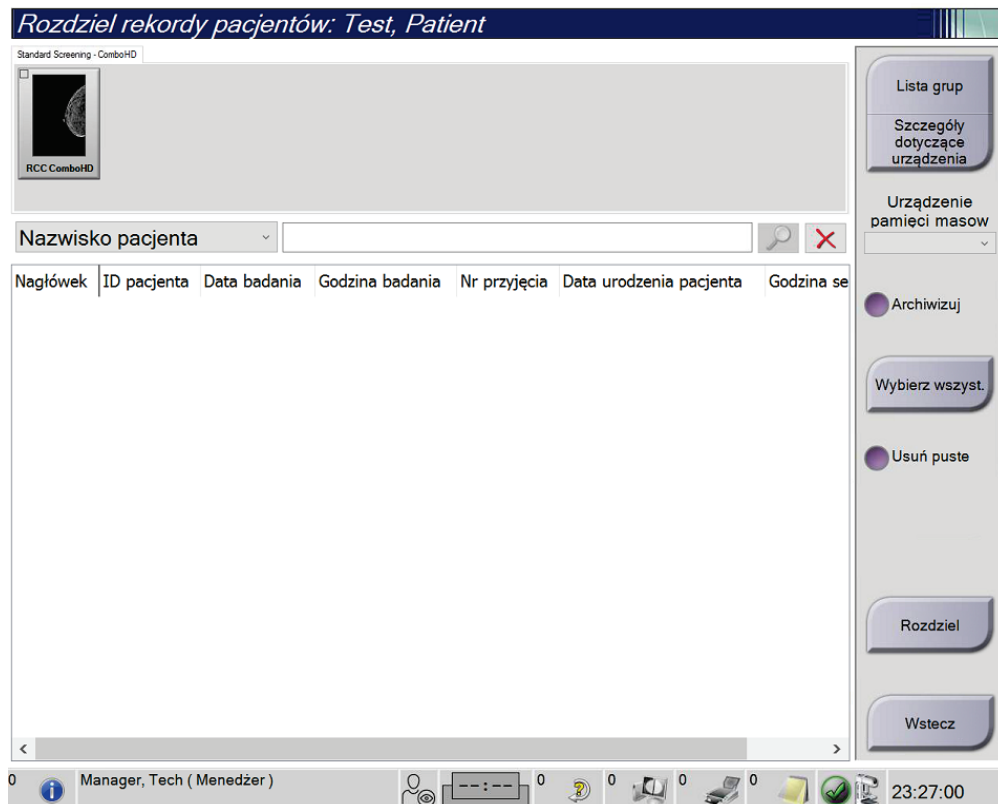 Rozdziel rekordy pacjentów: Test, Patient
Standard Screening - ComboHD
RCC ComboHD
Nazwisko pacjenta
Nagłówek ID pacjenta Data badania Godzina badania Nr przyjęcia Data urodzenia pacjenta Godzina se
Lista grup
Szczegóły
dotyczące
urządzenia
Urządzenie
pamięci masow
Archiwizuj
Wybierz wszyst.
Usuń puste
Rozdziel
Wstecz
0 Manager, Tech ( Menedżer ) --:-- 0 0 0 0 23:27:00